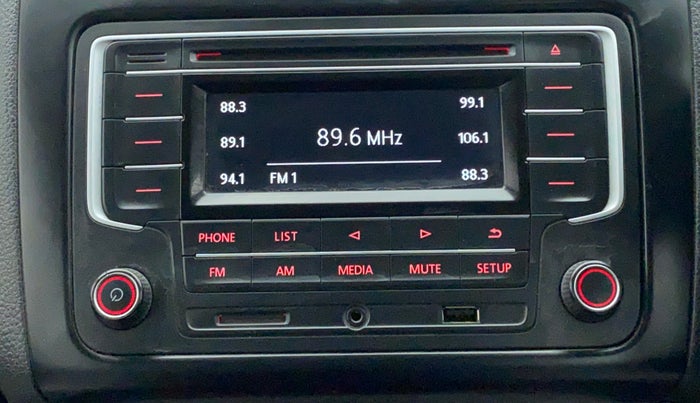 88.3 99.1
89.1 89.6 MHz 106.1
94.1 FM 1 88.3
PHONE LIST
FM AM MEDIA MUTE SETUP